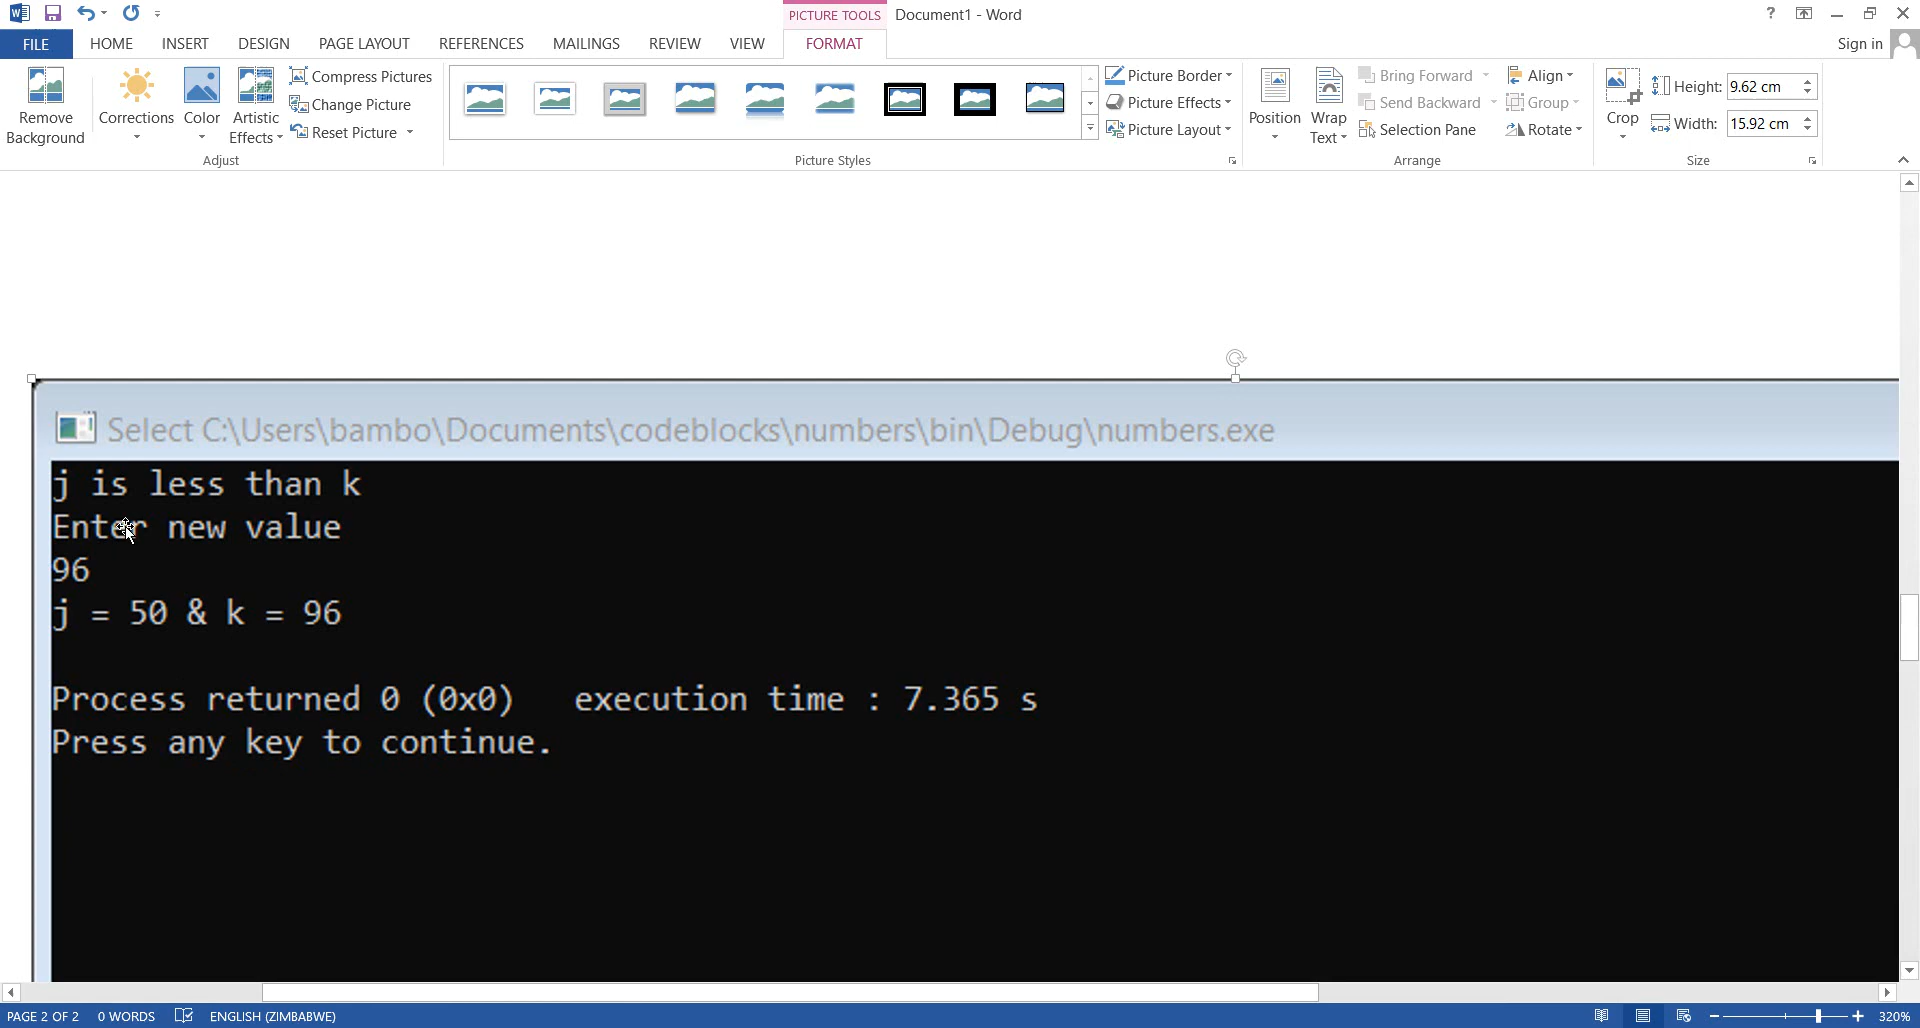 PICTURE TOOLS Document1 - Word ?
FILE HOME INSERT DESIGN PAGE LAYOUT REFERENCES MAILINGS REVIEW VIEW FORMAT Sign in
Remove Background
Corrections
Color
Artistic Effects
Compress Pictures
Change Picture
Reset Picture
Adjust
Picture Styles
Picture Border
Picture Effects
Picture Layout
Position
Wrap Text
Bring Forward
Send Backward
Selection Pane
Align
Group
Rotate
Arrange
Crop
Height: 9.62 cm
Width: 15.92 cm
Size
Select C:\Users\bambo\Documents\codeblocks\numbers\bin\Debug\numbers.exe
j is less than k
Enter new value
96
j = 50 & k = 96
Process returned 0 (0x0)   execution time : 7.365 s
Press any key to continue.
PAGE 2 OF 2 0 WORDS ENGLISH (ZIMBABWE) 320%